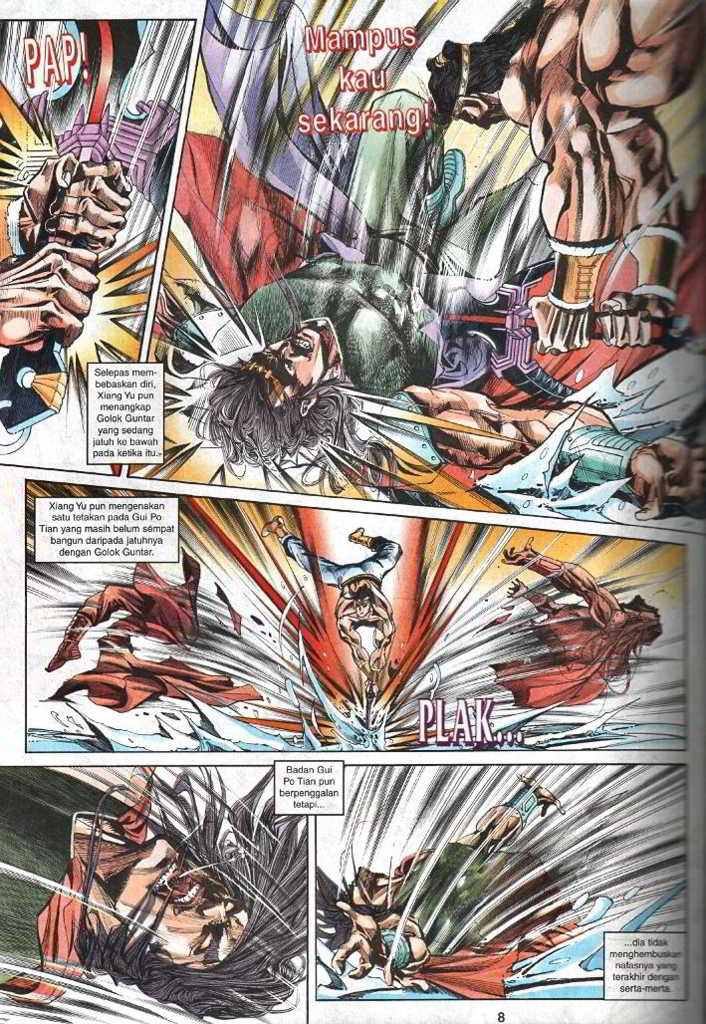 PAP!
Mampus
kau
sekarang!
Selepas mem-
bebaskan diri,
Xiang Yu pun
menangkap
Golok Guntar
yang sedang
jatuh ke bawah
pada ketika itu.
Xiang Yu pun mengenakan
satu tetakan pada Gui Po
Tian yang masih belum sempat
bangun daripada jatuhnya
dengan Golok Guntar.
PLAK....
Badan Gui
Po Tian pun
berpenggalan
tetapi...
...dia tidak
menghembuskan
nafasnya yang
terakhir dengan
serta-merta.
8